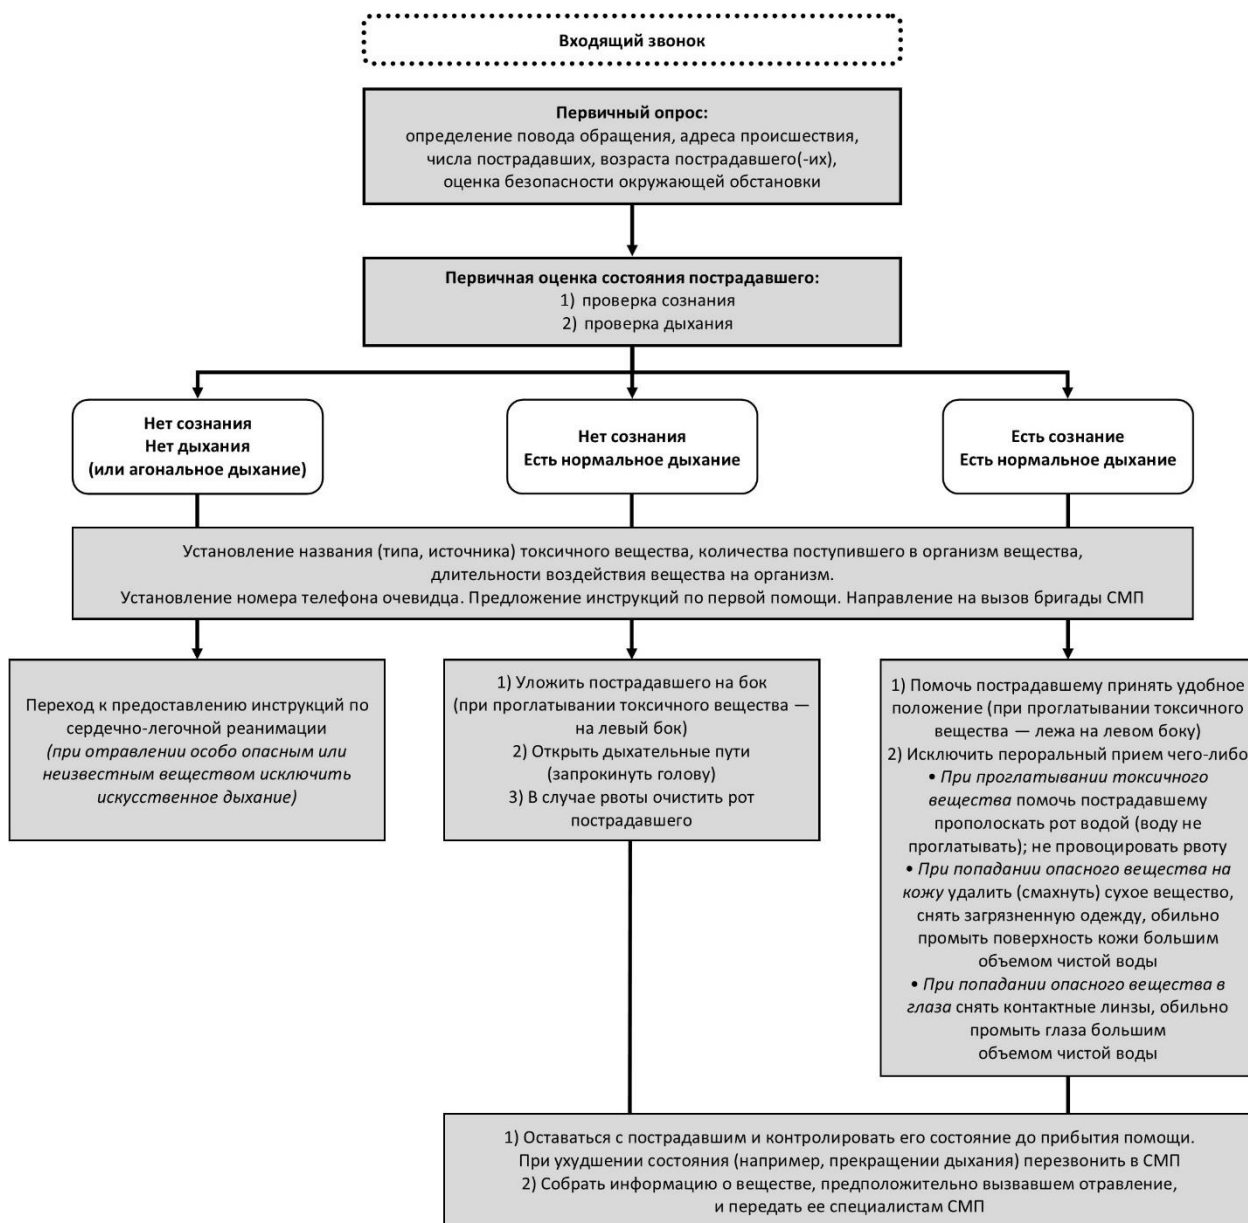 Входящий звонок
Первичный опрос:
определение повода обращения, адреса происшествия,
числа пострадавших, возраста пострадавшего(-их),
оценка безопасности окружающей обстановки
Первичная оценка состояния пострадавшего:
1) проверка сознания
2) проверка дыхания
Нет сознания
Нет дыхания
(или агональное дыхание)
Нет сознания
Есть нормальное дыхание
Есть сознание
Есть нормальное дыхание
Установление названия (типа, источника) токсичного вещества, количества поступившего в организм вещества,
длительности воздействия вещества на организм.
Установление номера телефона очевидца. Предложение инструкций по первой помощи. Направление на вызов бригады СМП
Переход к предоставлению инструкций по
сердечно-легочной реанимации
(при отравлении особо опасным или
неизвестным веществом исключить
искусственное дыхание)
1) Уложить пострадавшего на бок
(при проглатывании токсичного вещества —
на левый бок)
2) Открыть дыхательные пути
(запрокинуть голову)
3) В случае рвоты очистить рот
пострадавшего
1) Помочь пострадавшему принять удобное
положение (при проглатывании токсичного
вещества — лежа на левом боку)
2) Исключить пероральный прием чего-либо
• При проглатывании токсичного
вещества помочь пострадавшему
прополоскать рот водой (воду не
проглатывать); не провоцировать рвоту
• При попадании опасного вещества на
кожу удалить (смахнуть) сухое вещество,
снять загрязненную одежду, обильно
промыть поверхность кожи большим
объемом чистой воды
• При попадании опасного вещества в
глаза снять контактные линзы, обильно
промыть глаза большим
объемом чистой воды
1) Оставаться с пострадавшим и контролировать его состояние до прибытия помощи.
При ухудшении состояния (например, прекращении дыхания) перезвонить в СМП
2) Собрать информацию о веществе, предположительно вызвавшем отравление,
и передать ее специалистам СМП